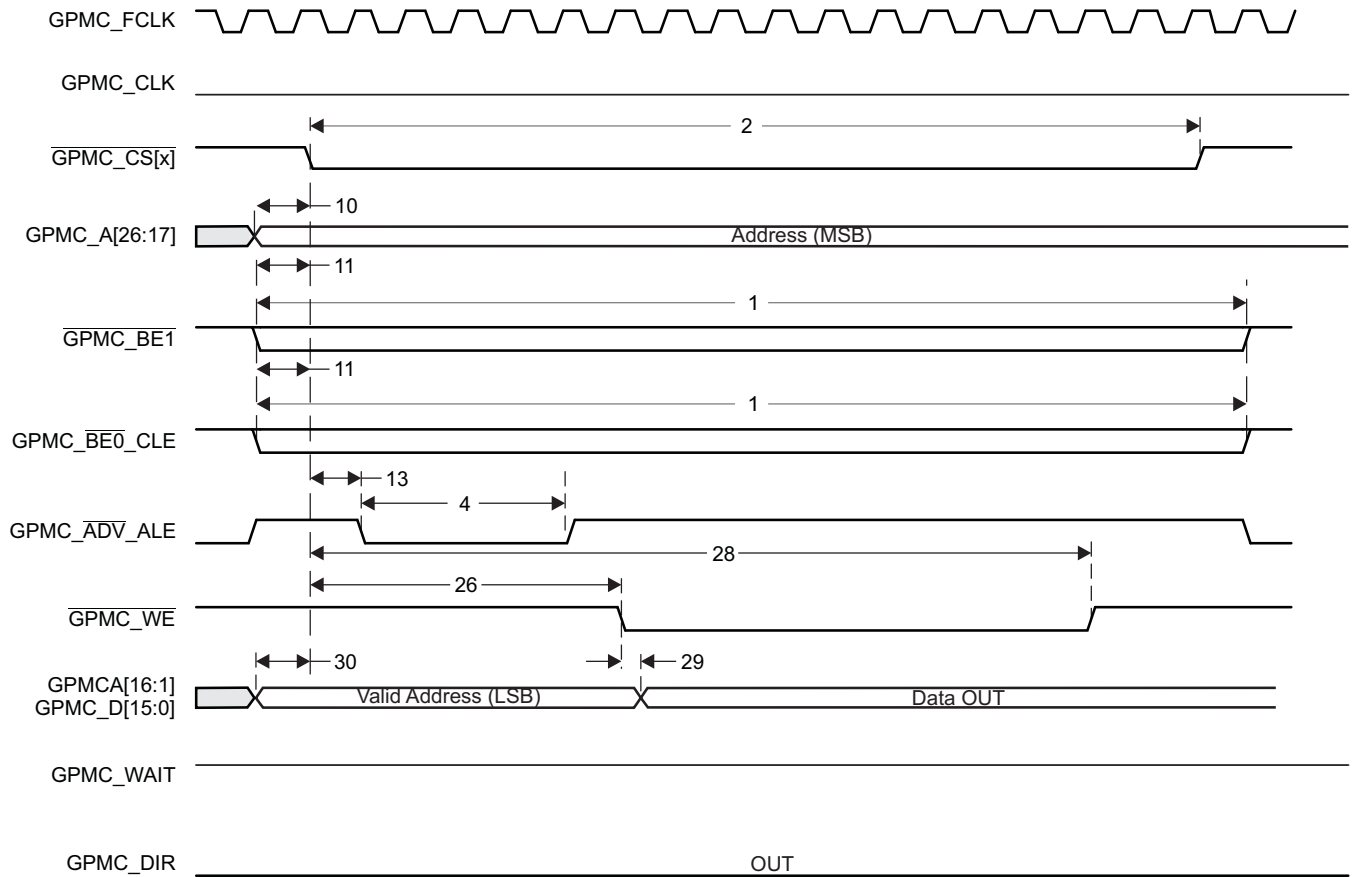 GPMC_FCLK
GPMC_CLK
2
GPMC_CS[x]
10
GPMC_A[26:17]
Address (MSB)
11
1
GPMC_BE1
11
1
GPMC_BE0_CLE
13
4
GPMC_ADV_ALE
28
26
GPMC_WE
30
29
GPMCA[16:1]
GPMC_D[15:0]
Valid Address (LSB)
Data OUT
GPMC_WAIT
GPMC_DIR
OUT